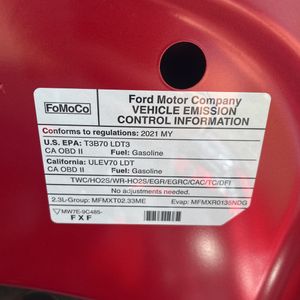 FoMoCo
Ford Motor Company
VEHICLE EMISSION
CONTROL INFORMATION
Conforms to regulations: 2021 MY
U.S. EPA: T3B70 LDT3
CA OBD II Fuel: Gasoline
California: ULEV70 LDT
CA OBD II Fuel: Gasoline
TWC/HO2S/WR-HO2S/EGR/EGRC/CAC/TC/DFI
No adjustments needed.
2.3L-Group: MFMXT02.33ME Evap: MFMXR0135NDG
MW7E-9C485-
FXF